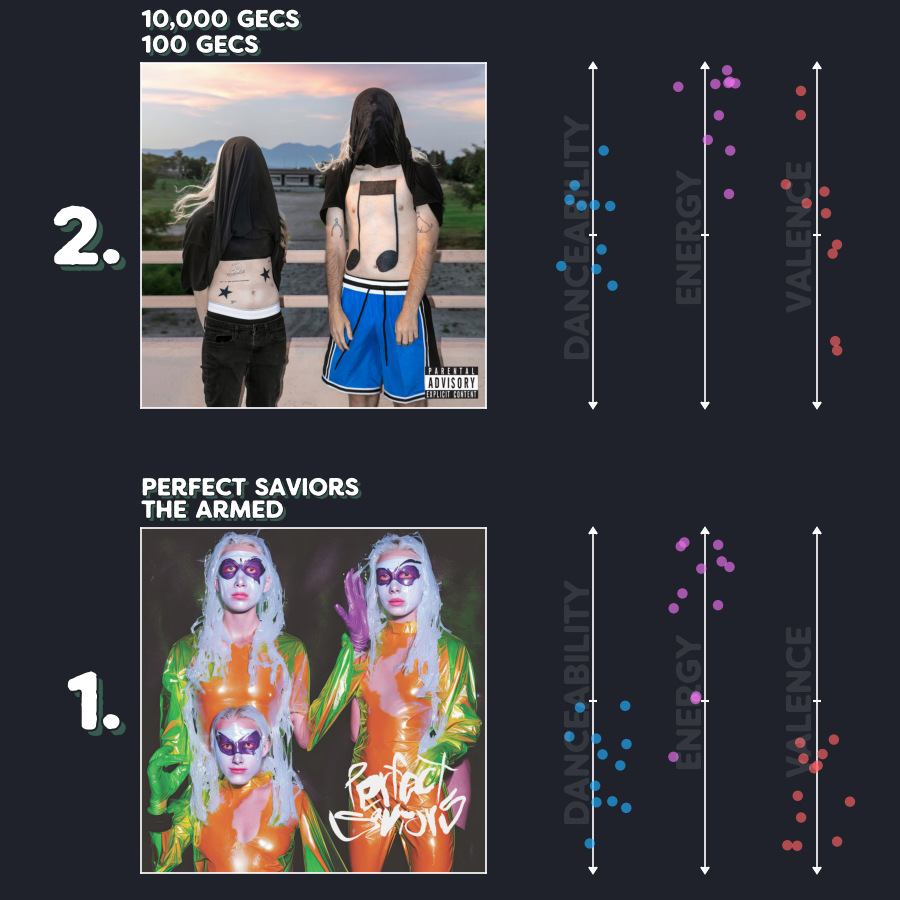 10,000 GECS
100 GECS
2.
PARENTAL
ADVISORY
EXPLICIT CONTENT
DANCEABILITY
ENERGY
VALENCE
PERFECT SAVIORS
THE ARMED
1.
Perfect
Saviors
DANCEABILITY
ENERGY
VALENCE